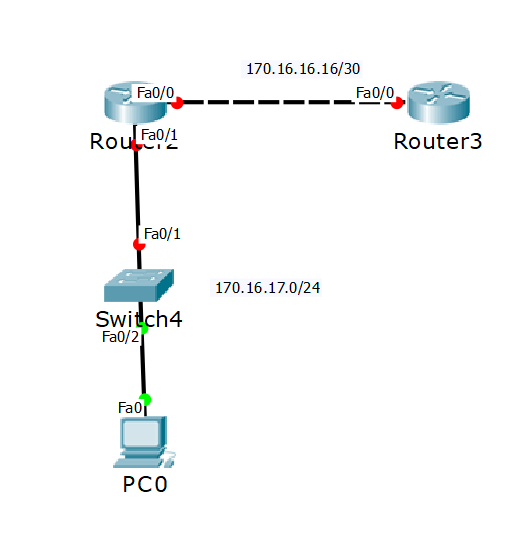 170.16.16.16/30
Fa0/0
Fa0/0
Router2
Router3
Fa0/1
Fa0/1
170.16.17.0/24
Switch4
Fa0/2
Fa0
PC0